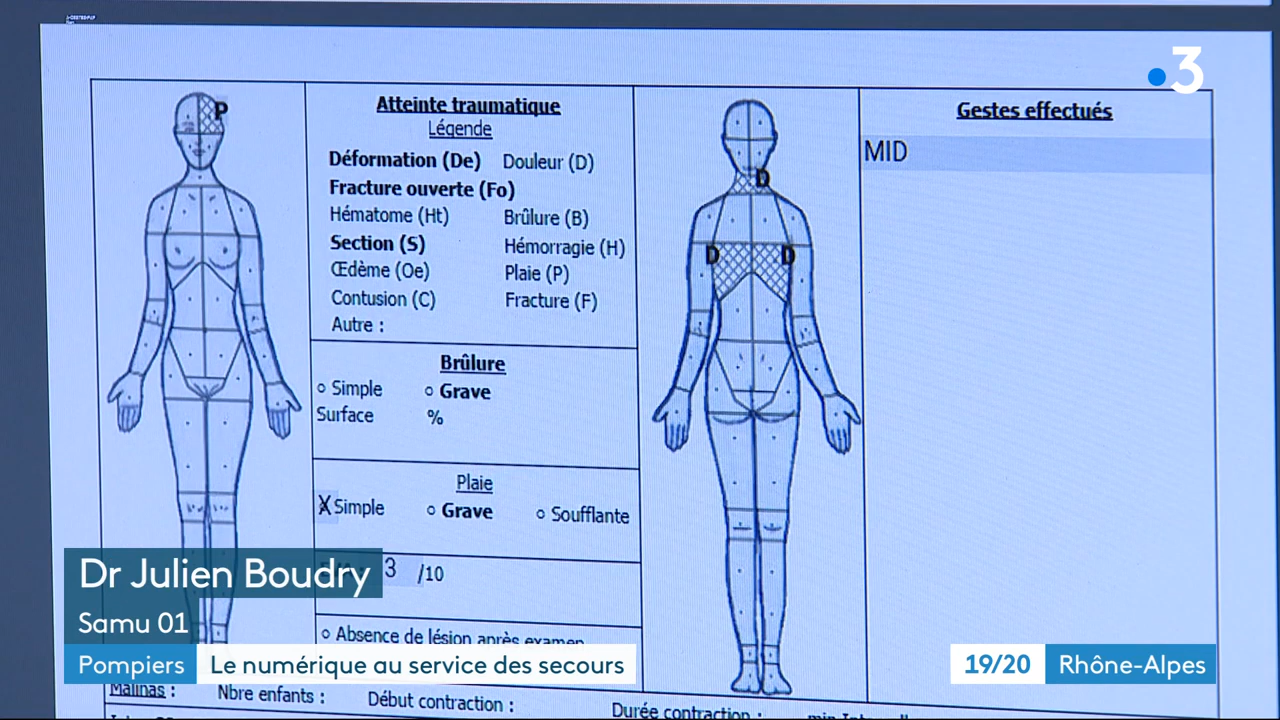 3
P
Atteinte traumatique
Légende
Déformation (De) Douleur (D)
Fracture ouverte (Fo)
Hématome (Ht) Brûlure (B)
Section (S) Hémorragie (H)
Œdème (Oe) Plaie (P)
Contusion (C) Fracture (F)
Autre :
Brûlure
Simple Grave
Surface %
Plaie
X Simple Grave Soufflante
3 /10
Absence de lésion après examen
D
D D
Gestes effectués
MID
Malinas : Nbre enfants : Début contraction : Durée contraction :
Dr Julien Boudry
Samu 01
Pompiers Le numérique au service des secours
19/20 Rhône-Alpes